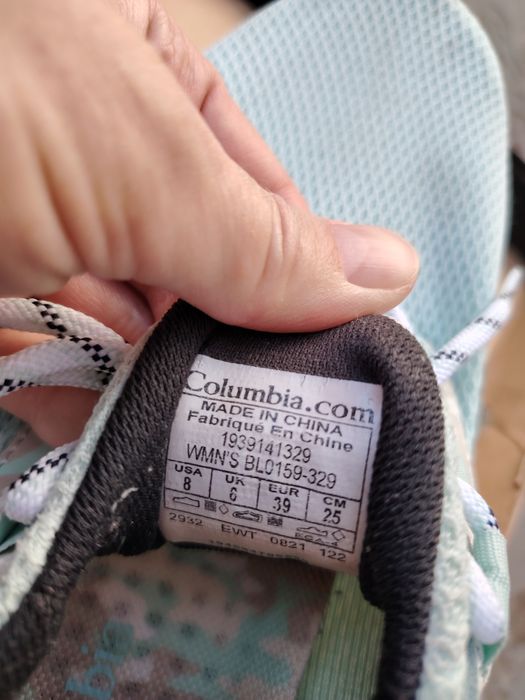 Columbia.com
MADE IN CHINA
Fabriqué En Chine
1939141329
WMN'S BL0159-329
USA UK EUR CM
8 6 39 25
2932 EWT 0821 122
bia